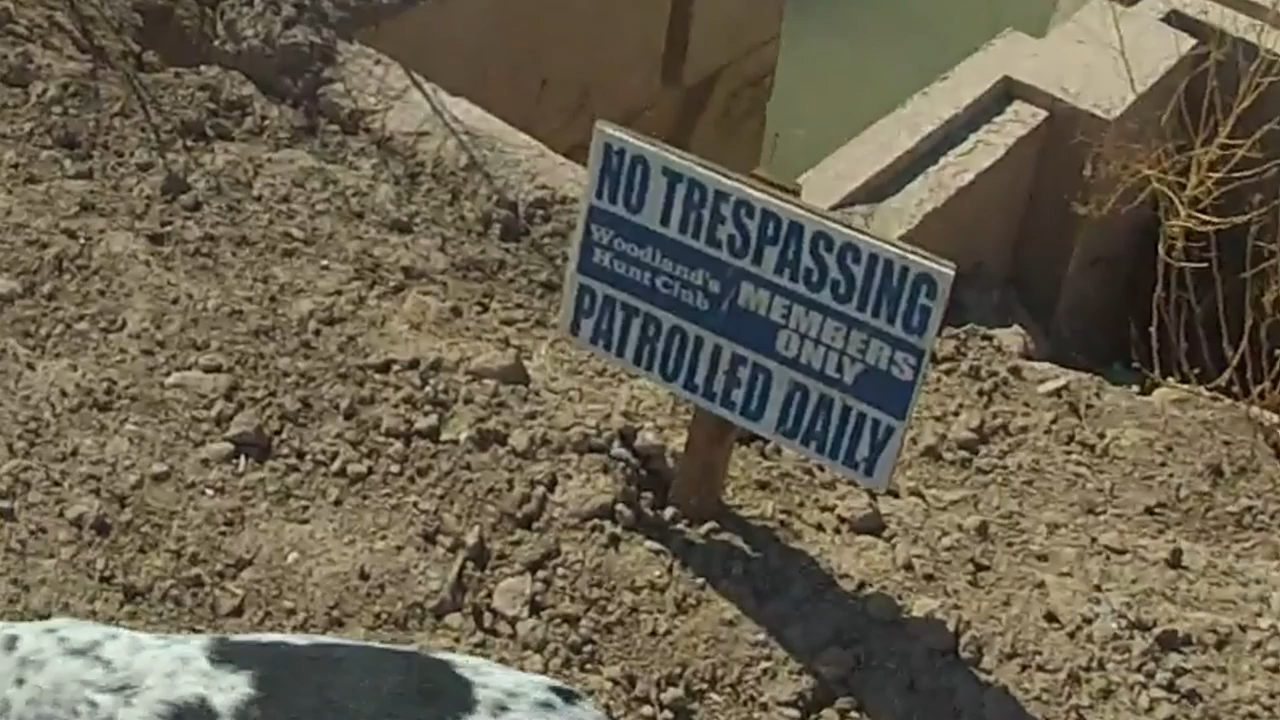 NO TRESPASSING
Woodland's
Hunt Club
MEMBERS
ONLY
PATROLLED DAILY